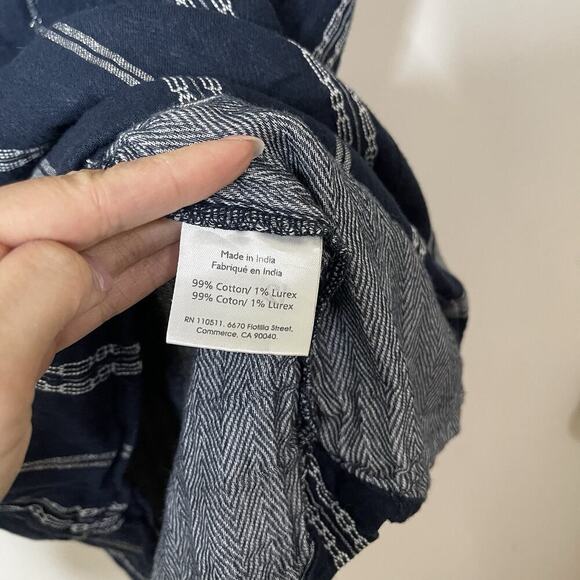 Made in India
Fabriqué en India
99% Cotton/ 1% Lurex
99% Coton/ 1% Lurex
RN 110511. 6670 Flotilla Street.
Commerce, CA 90040.